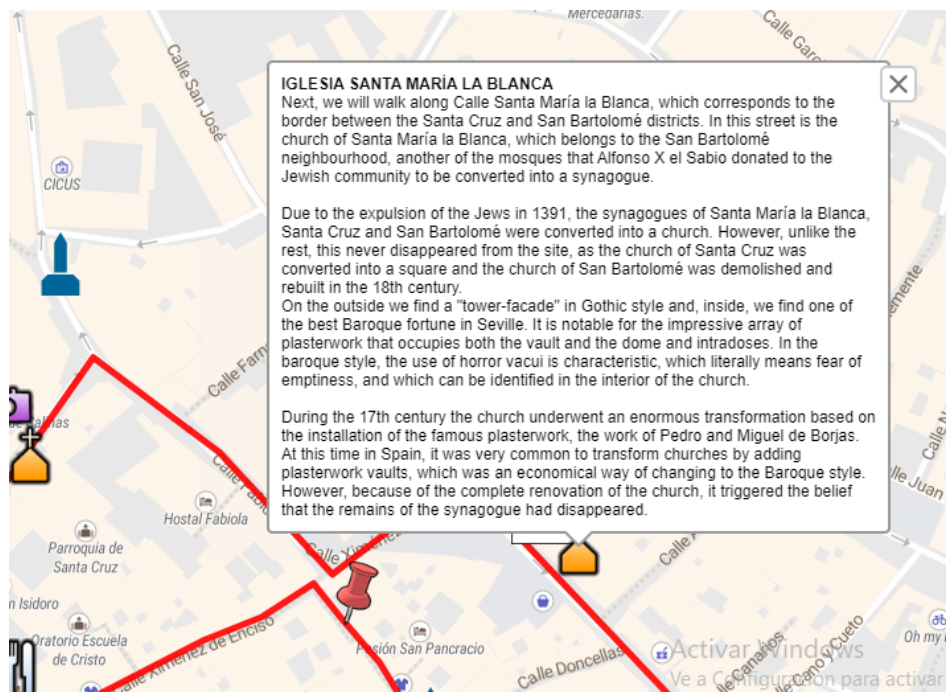 Mercedarias.
Calle Garc
Calle San José
IGLESIA SANTA MARÍA LA BLANCA
Next, we will walk along Calle Santa María la Blanca, which corresponds to the
border between the Santa Cruz and San Bartolomé districts. In this street is the
church of Santa María la Blanca, which belongs to the San Bartolomé
neighbourhood, another of the mosques that Alfonso X el Sabio donated to the
Jewish community to be converted into a synagogue.
Due to the expulsion of the Jews in 1391, the synagogues of Santa María la Blanca,
Santa Cruz and San Bartolomé were converted into a church. However, unlike the
rest, this never disappeared from the site, as the church of Santa Cruz was
converted into a square and the church of San Bartolomé was demolished and
rebuilt in the 18th century.
On the outside we find a "tower-facade" in Gothic style and, inside, we find one of
the best Baroque fortune in Seville. It is notable for the impressive array of
plasterwork that occupies both the vault and the dome and intradoses. In the
baroque style, the use of horror vacui is characteristic, which literally means fear of
emptiness, and which can be identified in the interior of the church.
During the 17th century the church underwent an enormous transformation based on
the installation of the famous plasterwork, the work of Pedro and Miguel de Borjas.
At this time in Spain, it was very common to transform churches by adding
plasterwork vaults, which was an economical way of changing to the Baroque style.
However, because of the complete renovation of the church, it triggered the belief
that the remains of the synagogue had disappeared.
CICUS
emente
Calle Farn
Calle N
almas
Calle Fabi
lle Juan
Hostal Fabiola
Calle Ximénez
Calle
Parroquia de
Santa Cruz
n Isidoro
Oratorio Escuela
de Cristo
alle Ximénez de Enciso
Pesión San Pancracio
Calle Doncellas
Calle Canarios
ano y Cueto
Oh my
Activar Windows
Ve a Configuración para activar